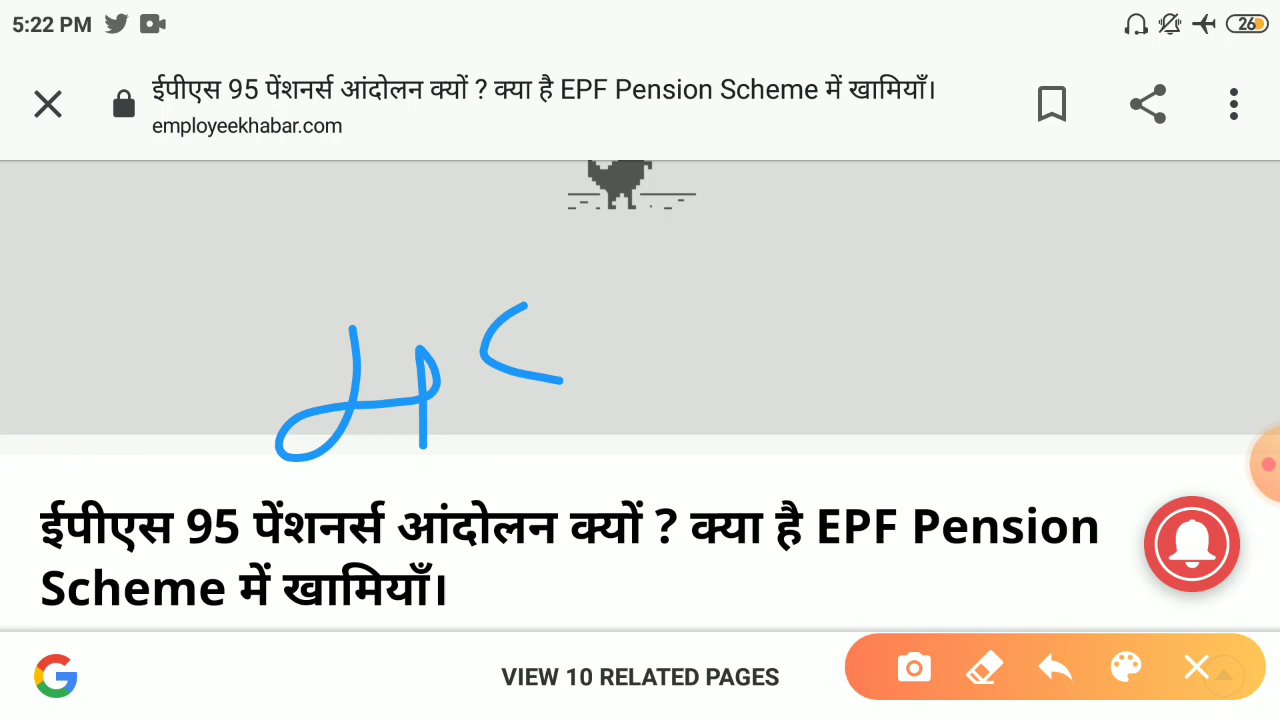 5:22 PM
26
ईपीएस 95 पेंशनर्स आंदोलन क्यों ? क्या है EPF Pension Scheme में खामियाँ।
employeekhabar.com
ईपीएस 95 पेंशनर्स आंदोलन क्यों ? क्या है EPF Pension
Scheme में खामियाँ।
VIEW 10 RELATED PAGES